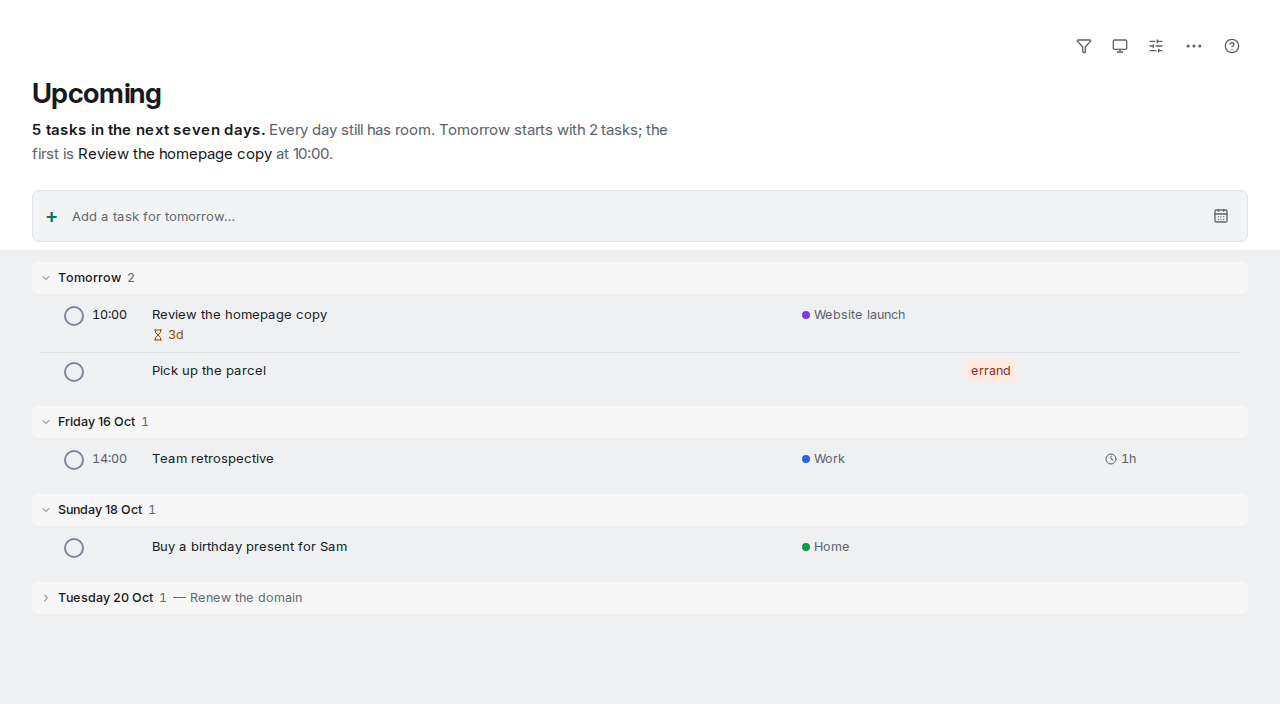 Upcoming
5 tasks in the next seven days. Every day still has room. Tomorrow starts with 2 tasks; the
first is Review the homepage copy at 10:00.
+ Add a task for tomorrow...
Tomorrow 2
10:00 Review the homepage copy Website launch
3d
Pick up the parcel errand
Friday 16 Oct 1
14:00 Team retrospective Work 1h
Sunday 18 Oct 1
Buy a birthday present for Sam Home
Tuesday 20 Oct 1 — Renew the domain